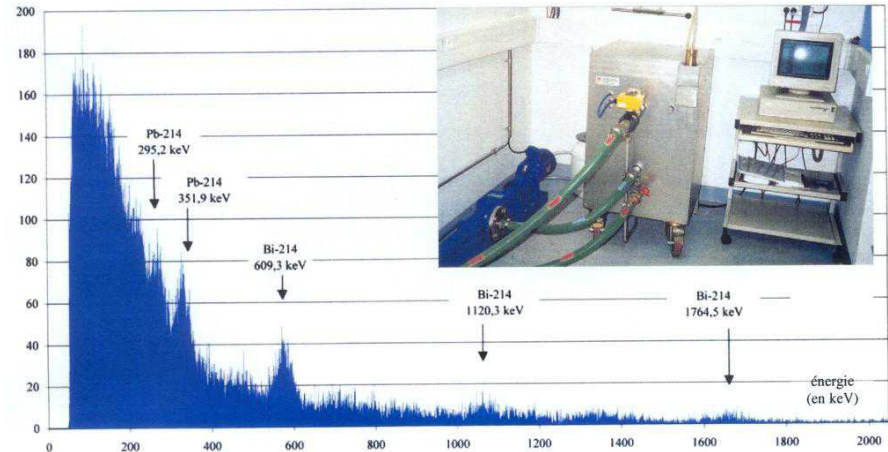 200
180
160
140
120
100
80
60
40
20
0
Pb-214
295,2 keV
Pb-214
351,9 keV
Bi-214
609,3 keV
Bi-214
1120,3 keV
Bi-214
1764,5 keV
énergie
(en keV)
0 200 400 600 800 1000 1200 1400 1600 1800 2000